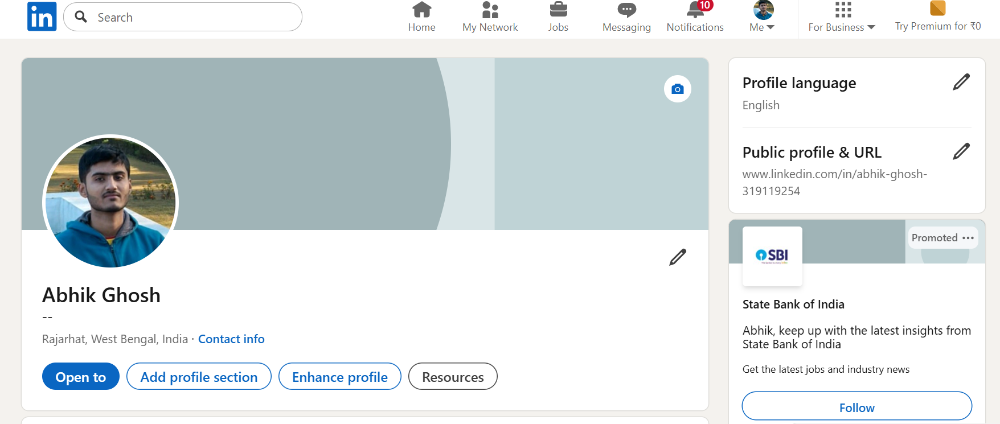 in
Search
Home
My Network
Jobs
Messaging
10
Notifications
Me
For Business
Try Premium for ₹0
Profile language
English
Public profile & URL
www.linkedin.com/in/abhik-ghosh-
319119254
Abhik Ghosh
--
Rajarhat, West Bengal, India · Contact info
Open to
Add profile section
Enhance profile
Resources
Promoted
SBI
State Bank of India
Abhik, keep up with the latest insights from
State Bank of India
Get the latest jobs and industry news
Follow